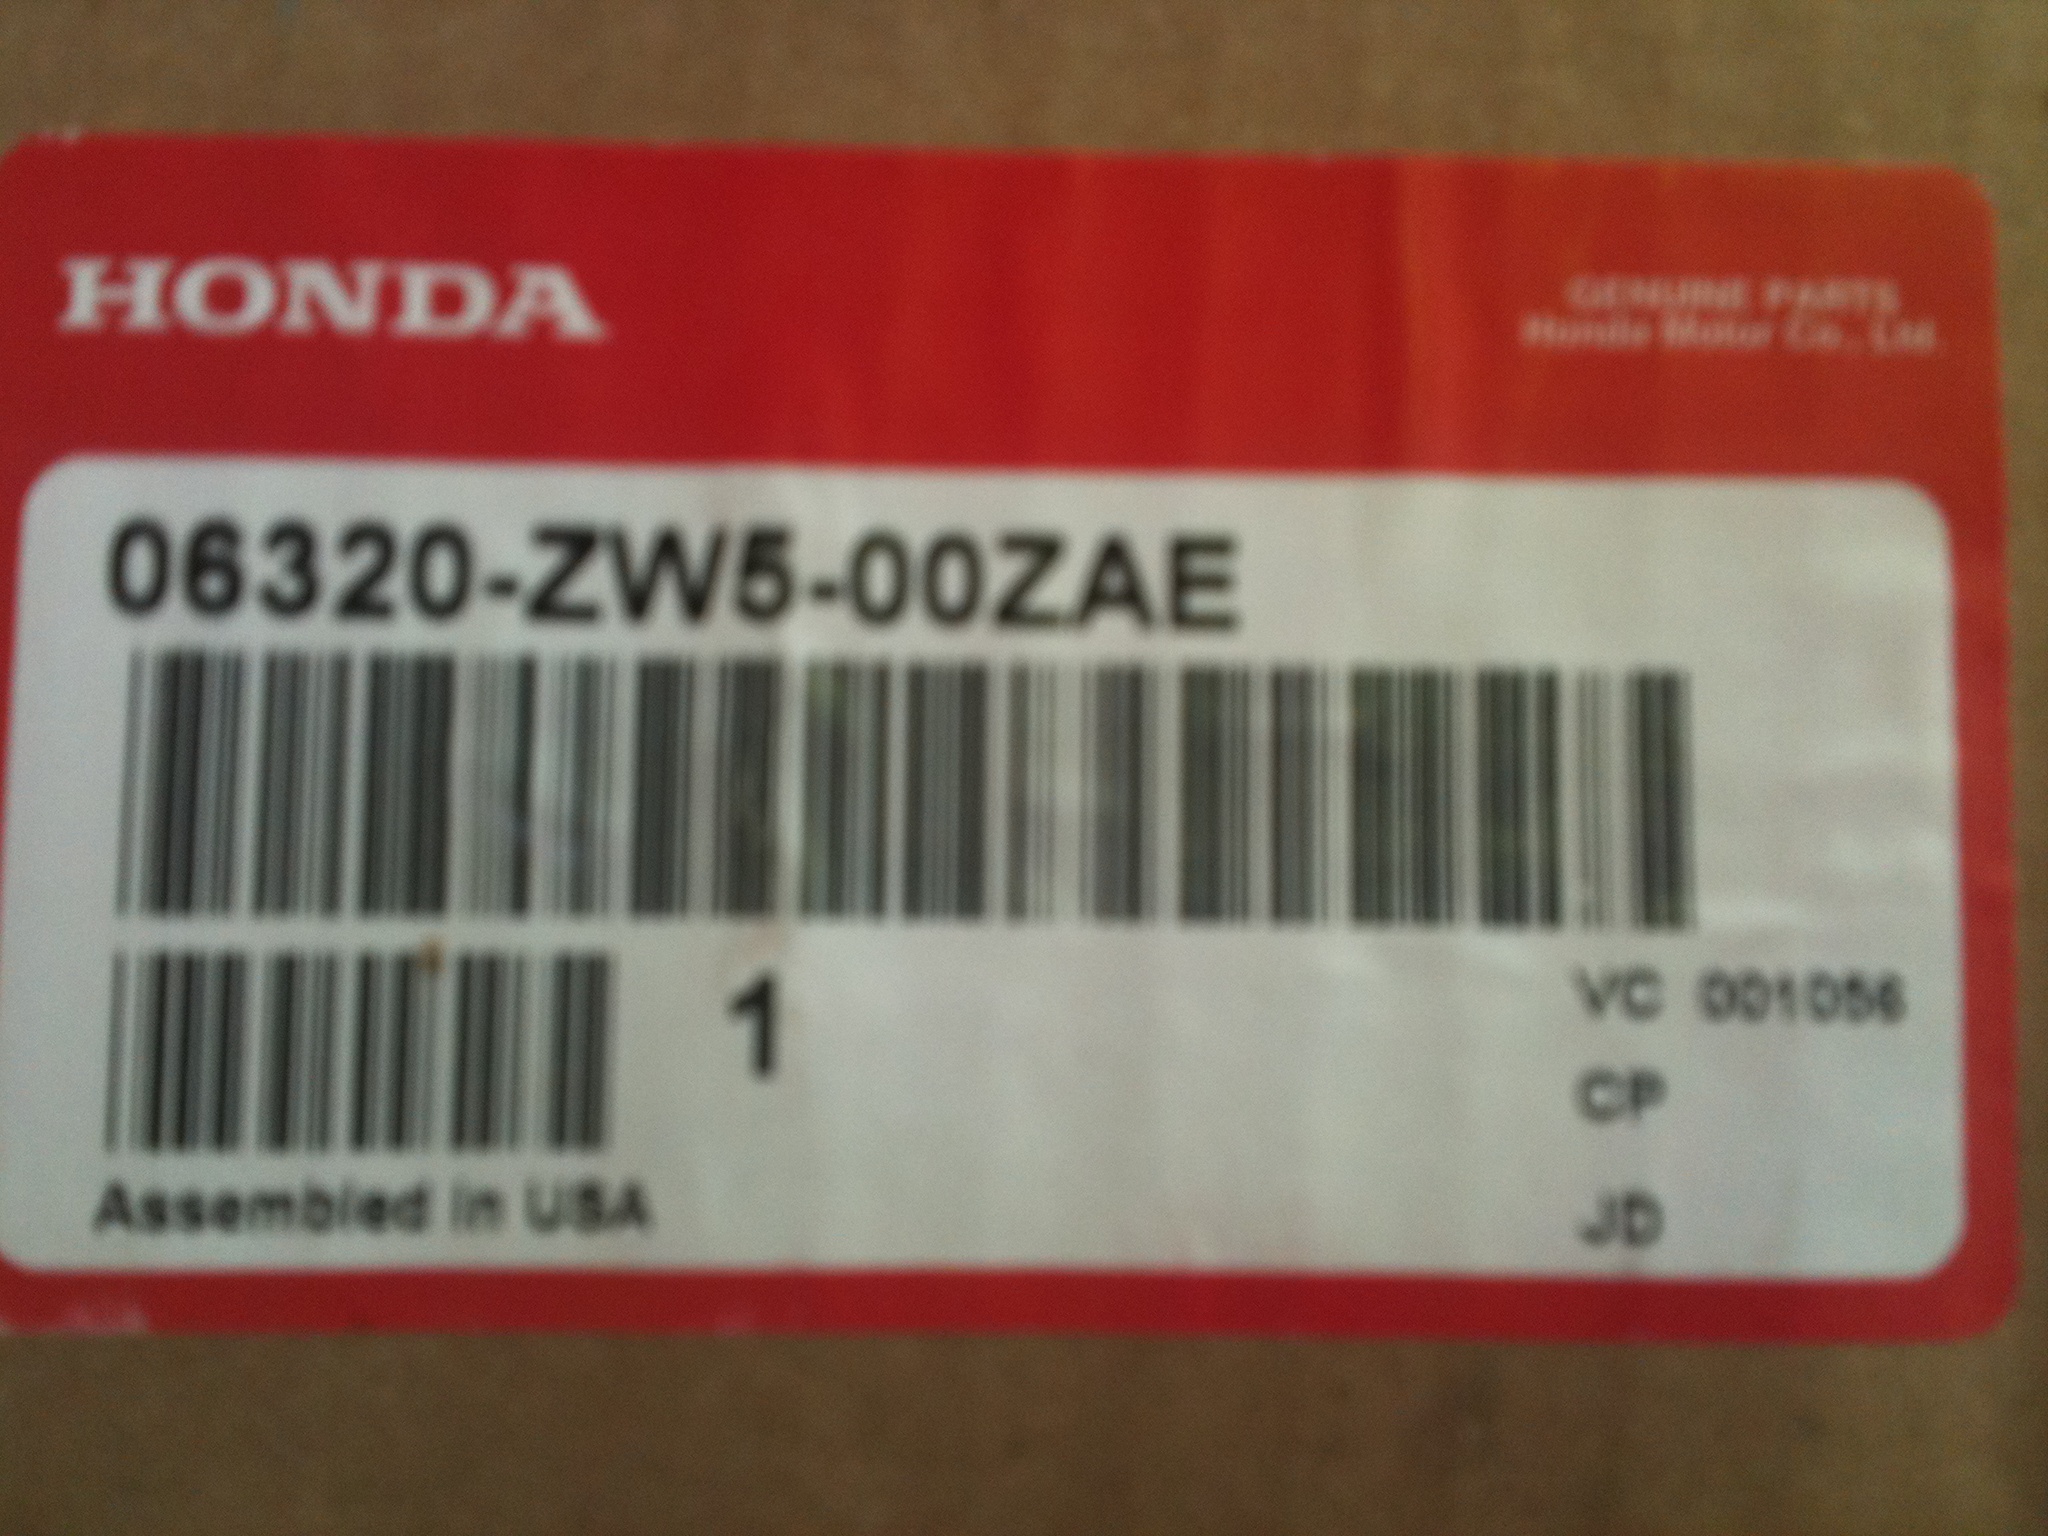 HONDA
GENUINE PARTS
Honda Motor Co., Ltd.
06320-ZW5-00ZAE
1
VC 001056
CP
JD
Assembled in USA